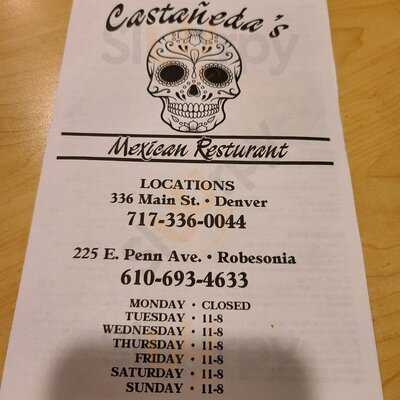 Castañeda's
Mexican Resturant
LOCATIONS
336 Main St. • Denver
717-336-0044
225 E. Penn Ave. • Robesonia
610-693-4633
MONDAY • CLOSED
TUESDAY • 11-8
WEDNESDAY • 11-8
THURSDAY • 11-8
FRIDAY • 11-8
SATURDAY • 11-8
SUNDAY • 11-8